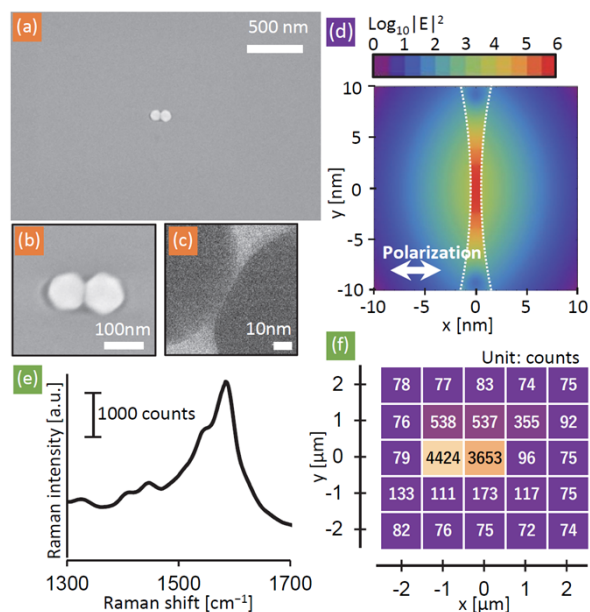 (a)
500 nm
(b)
100nm
(c)
10nm
(d)
Log₁₀|E|²
0 1 2 3 4 5 6
10
5
0
-5
-10
y [nm]
Polarization
-10 -5 0 5 10
x [nm]
(e)
1000 counts
Raman intensity [a.u.]
1300 1500 1700
Raman shift [cm⁻¹]
(f)
Unit: counts
2 78 77 83 74 75
1 76 538 537 355 92
0 79 4424 3653 96 75
-1 133 111 173 117 75
-2 82 76 75 72 74
y [μm]
-2 -1 0 1 2
x [μm]